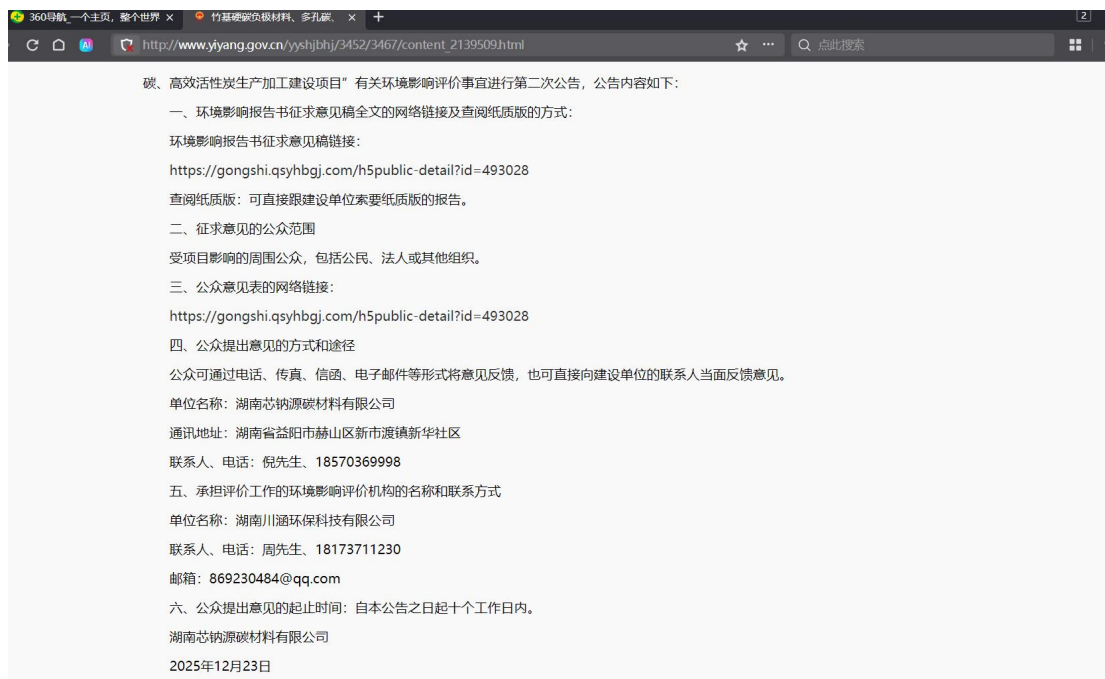 360导航_一个主页，整个世界
竹基硬碳负极材料、多孔碳、
2
http://www.yiyang.gov.cn/yyshjbhj/3452/3467/content_2139509.html
点此搜索
碳、高效活性炭生产加工建设项目”有关环境影响评价事宜进行第二次公告，公告内容如下：
一、环境影响报告书征求意见稿全文的网络链接及查阅纸质版的方式：
环境影响报告书征求意见稿链接：
https://gongshi.qsyhbgj.com/h5public-detail?id=493028
查阅纸质版：可直接跟建设单位索要纸质版的报告。
二、征求意见的公众范围
受项目影响的周围公众，包括公民、法人或其他组织。
三、公众意见表的网络链接：
https://gongshi.qsyhbgj.com/h5public-detail?id=493028
四、公众提出意见的方式和途径
公众可通过电话、传真、信函、电子邮件等形式将意见反馈，也可直接向建设单位的联系人当面反馈意见。
单位名称：湖南芯钠源碳材料有限公司
通讯地址：湖南省益阳市赫山区新市渡镇新华社区
联系人、电话：倪先生、18570369998
五、承担评价工作的环境影响评价机构的名称和联系方式
单位名称：湖南川涵环保科技有限公司
联系人、电话：周先生、18173711230
邮箱：869230484@qq.com
六、公众提出意见的起止时间：自本公告之日起十个工作日内。
湖南芯钠源碳材料有限公司
2025年12月23日